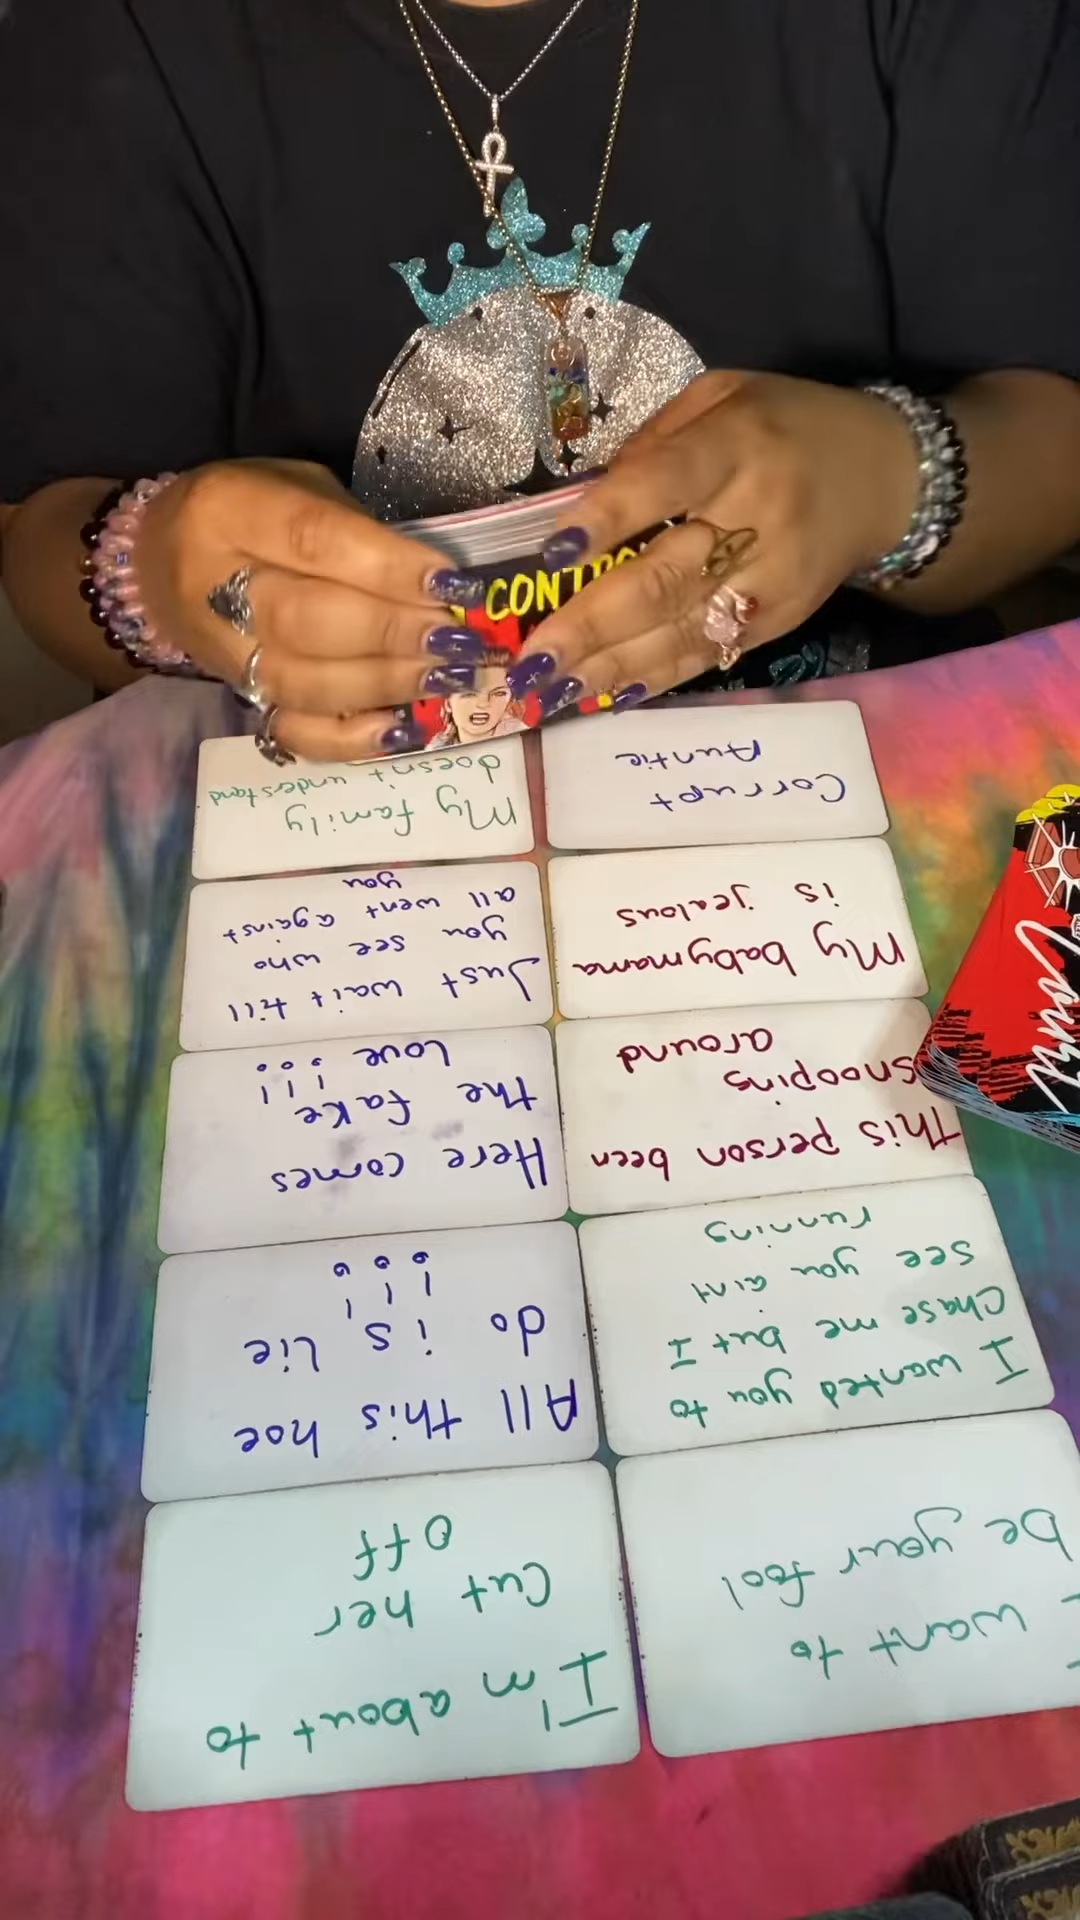 I want to
be your fool
I'm about to
Cut her
Off
I wanted you to
Chase me but I
see you aint
running
All this hoe
do is Lie
! ! !
This person been
snooping
around
Here comes
the fake
Love !!!
My babymama
is jealous
Just wait till
you see who
all went against
you
Corrupt
Auntie
My family
doesn't understand
CONTRO